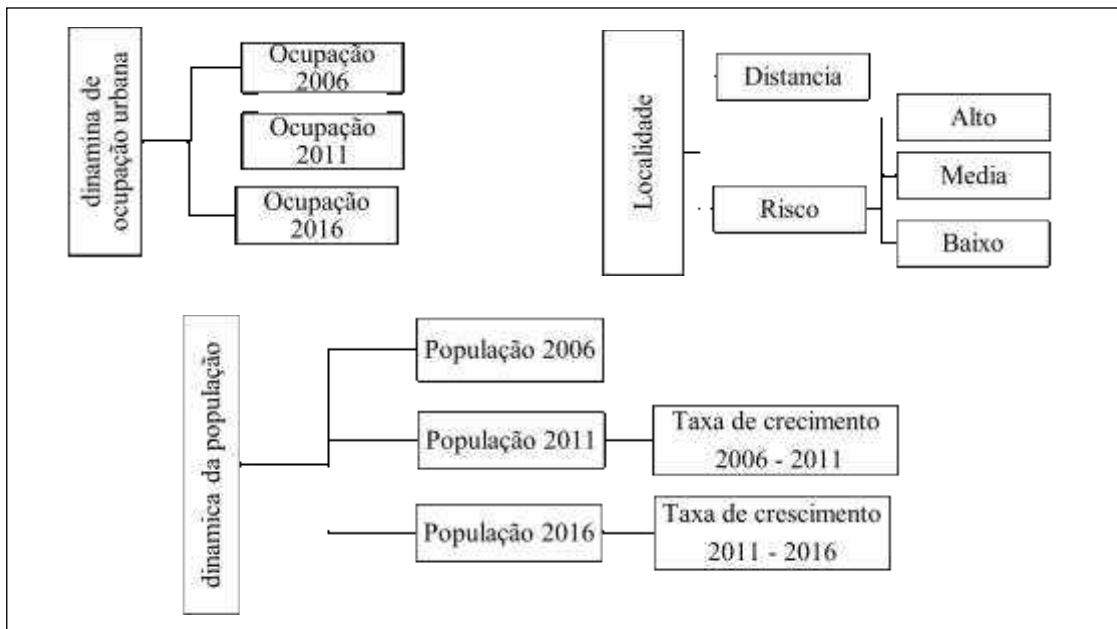 dinamina de
ocupação urbana
Ocupação
2006
Ocupação
2011
Ocupação
2016
Localidade
Distancia
Risco
Alto
Media
Baixo
dinamica da população
População 2006
População 2011
Taxa de crecimento
2006 - 2011
População 2016
Taxa de crescimento
2011 - 2016